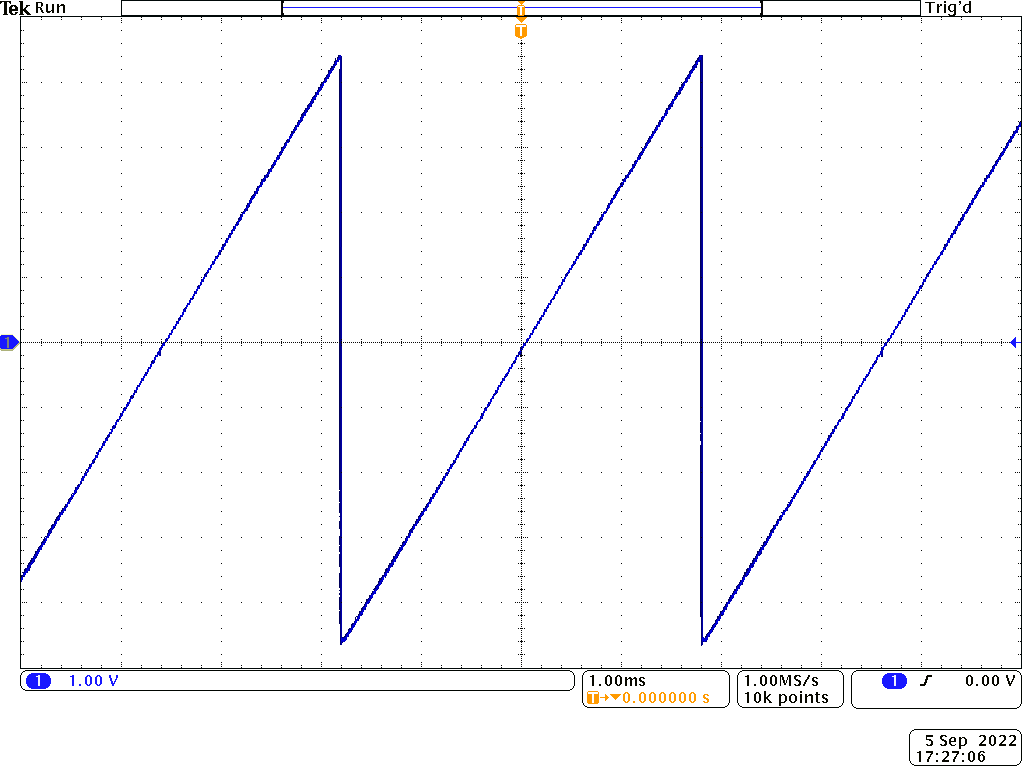 Tek Run Trig'd
T
T
1
1 1.00 V
1.00ms
T→▼0.000000 s
1.00MS/s
10k points
1 ʃ 0.00 V
5 Sep 2022
17:27:06